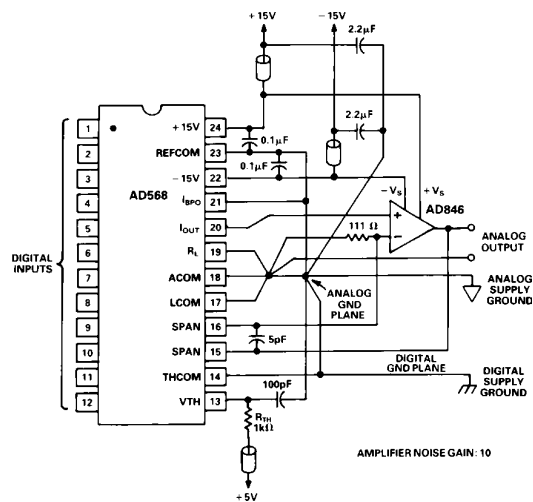 +15V
−15V
2.2μF
2.2μF
1
2
3
4
5
6
7
8
9
10
11
12
DIGITAL
INPUTS
AD568
+15V
REFCOM
−15V
IBPO
IOUT
RL
ACOM
LCOM
SPAN
SPAN
THCOM
VTH
24
23
22
21
20
19
18
17
16
15
14
13
0.1μF
0.1μF
−VS
+VS
AD846
+
−
111 Ω
ANALOG
OUTPUT
ANALOG
GND
PLANE
ANALOG
SUPPLY
GROUND
5pF
DIGITAL
GND PLANE
DIGITAL
SUPPLY
GROUND
100pF
RTH
1kΩ
+5V
AMPLIFIER NOISE GAIN: 10